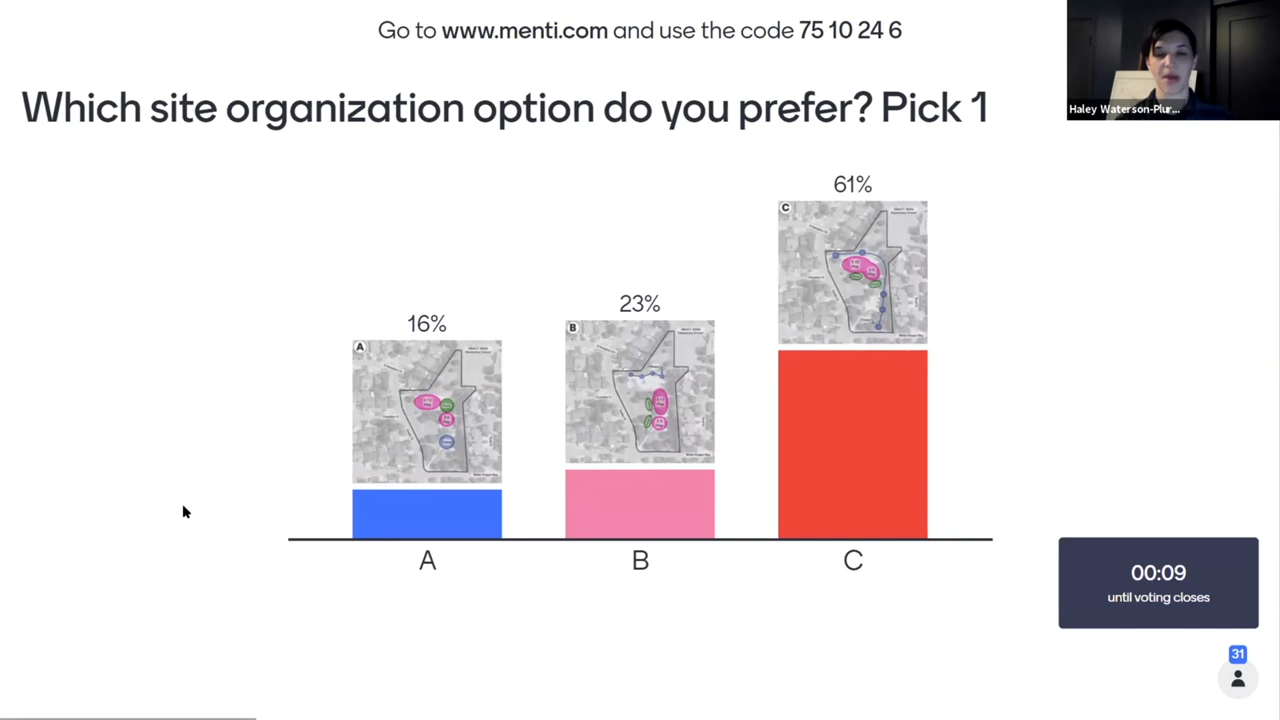 Go to www.menti.com and use the code 75 10 24 6
Haley Waterson-Plur...
Which site organization option do you prefer? Pick 1
61%
C
23%
B
16%
A
A
B
C
00:09
until voting closes
31